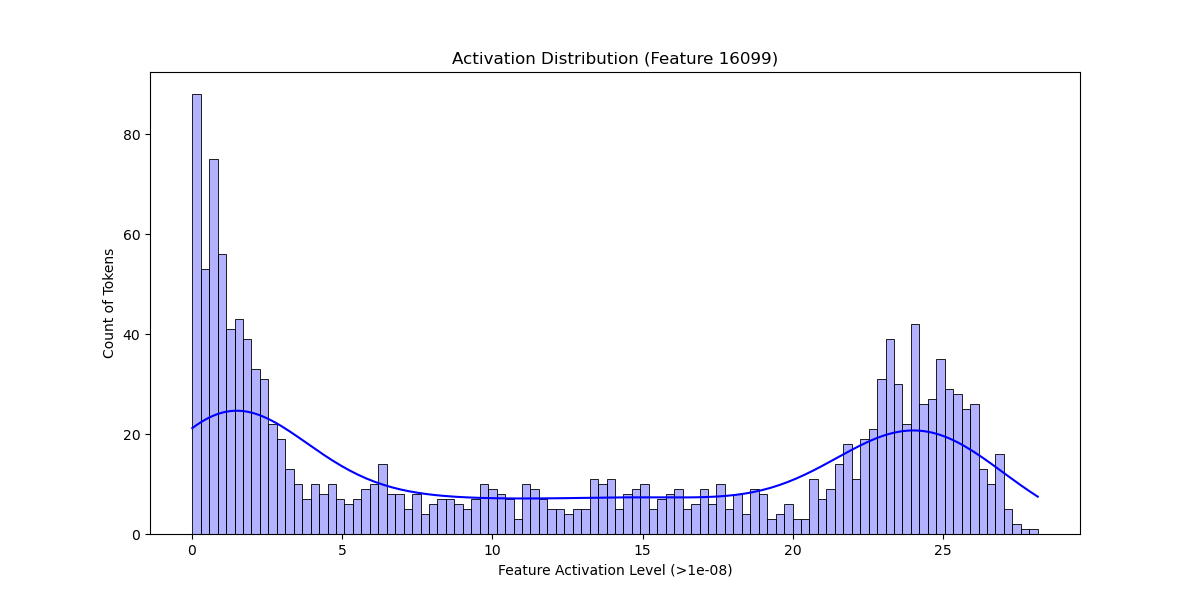 Activation Distribution (Feature 16099)
80
60
40
20
0
Count of Tokens
0 5 10 15 20 25
Feature Activation Level (>1e-08)